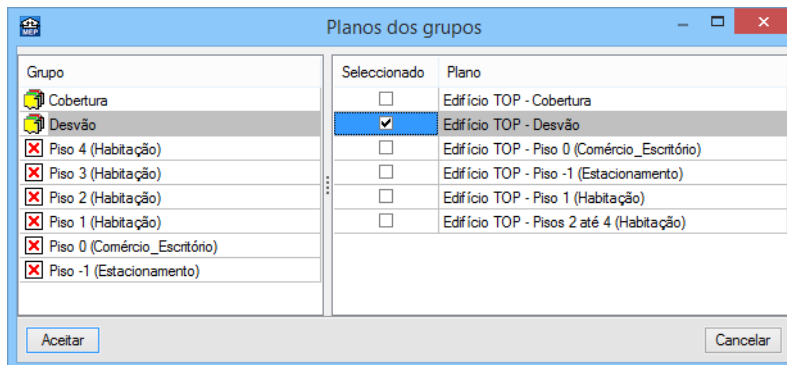 MEP
Planos dos grupos
Grupo
Cobertura
Desvão
Piso 4 (Habitação)
Piso 3 (Habitação)
Piso 2 (Habitação)
Piso 1 (Habitação)
Piso 0 (Comércio_Escritório)
Piso -1 (Estacionamento)
Seleccionado Plano
Edifício TOP - Cobertura
Edifício TOP - Desvão
Edifício TOP - Piso 0 (Comércio_Escritório)
Edifício TOP - Piso -1 (Estacionamento)
Edifício TOP - Piso 1 (Habitação)
Edifício TOP - Pisos 2 até 4 (Habitação)
Aceitar
Cancelar